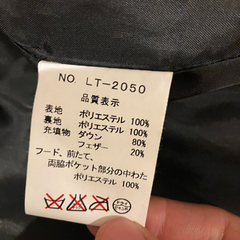 NO LT-2050
品質表示
表地 ポリエステル 100%
裏地 ポリエステル 100%
充填物 ダウン 80%
フェザー 20%
フード、前たて、
両脇ポケット部分の中わた
ポリエステル 100%